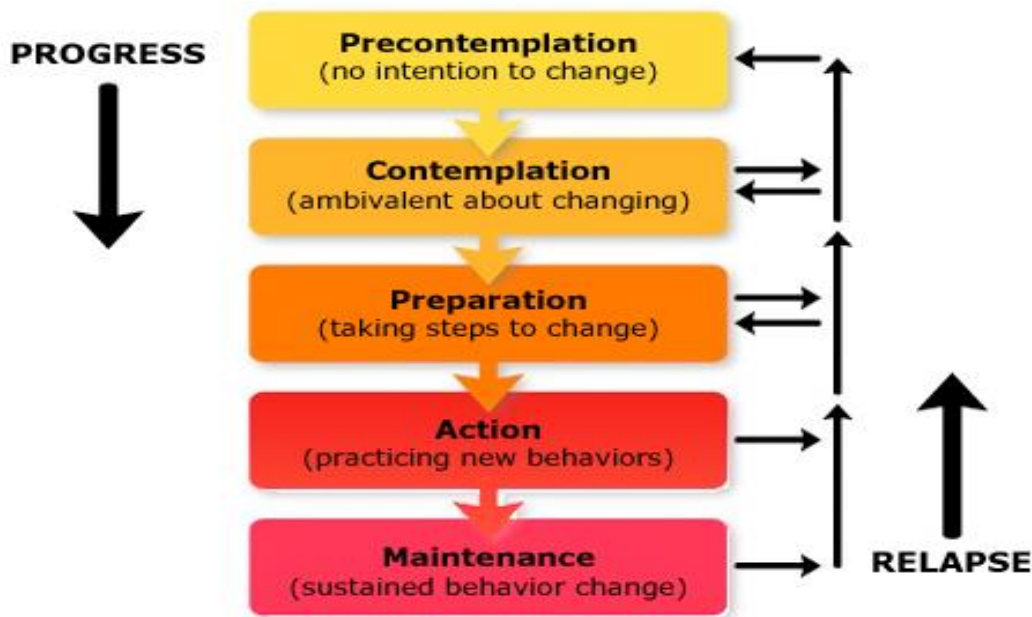 PROGRESS
Precontemplation
(no intention to change)
Contemplation
(ambivalent about changing)
Preparation
(taking steps to change)
Action
(practicing new behaviors)
Maintenance
(sustained behavior change)
RELAPSE